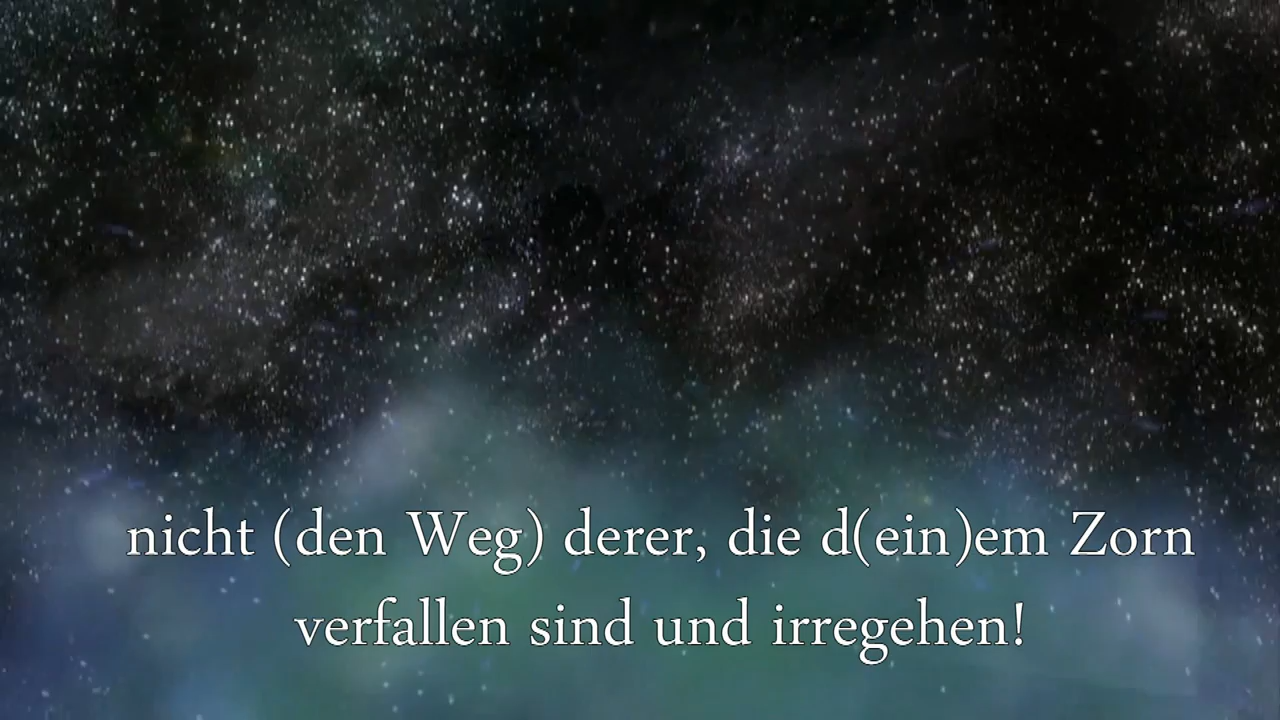 nicht (den Weg) derer, die d(ein)em Zorn
verfallen sind und irregehen!